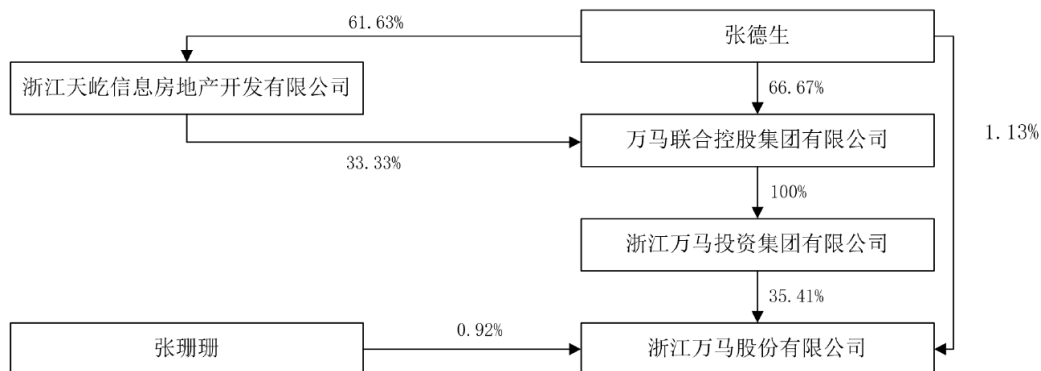 61.63%
张德生
浙江天屹信息房地产开发有限公司
66.67%
1.13%
万马联合控股集团有限公司
33.33%
100%
浙江万马投资集团有限公司
35.41%
0.92%
张珊珊
浙江万马股份有限公司